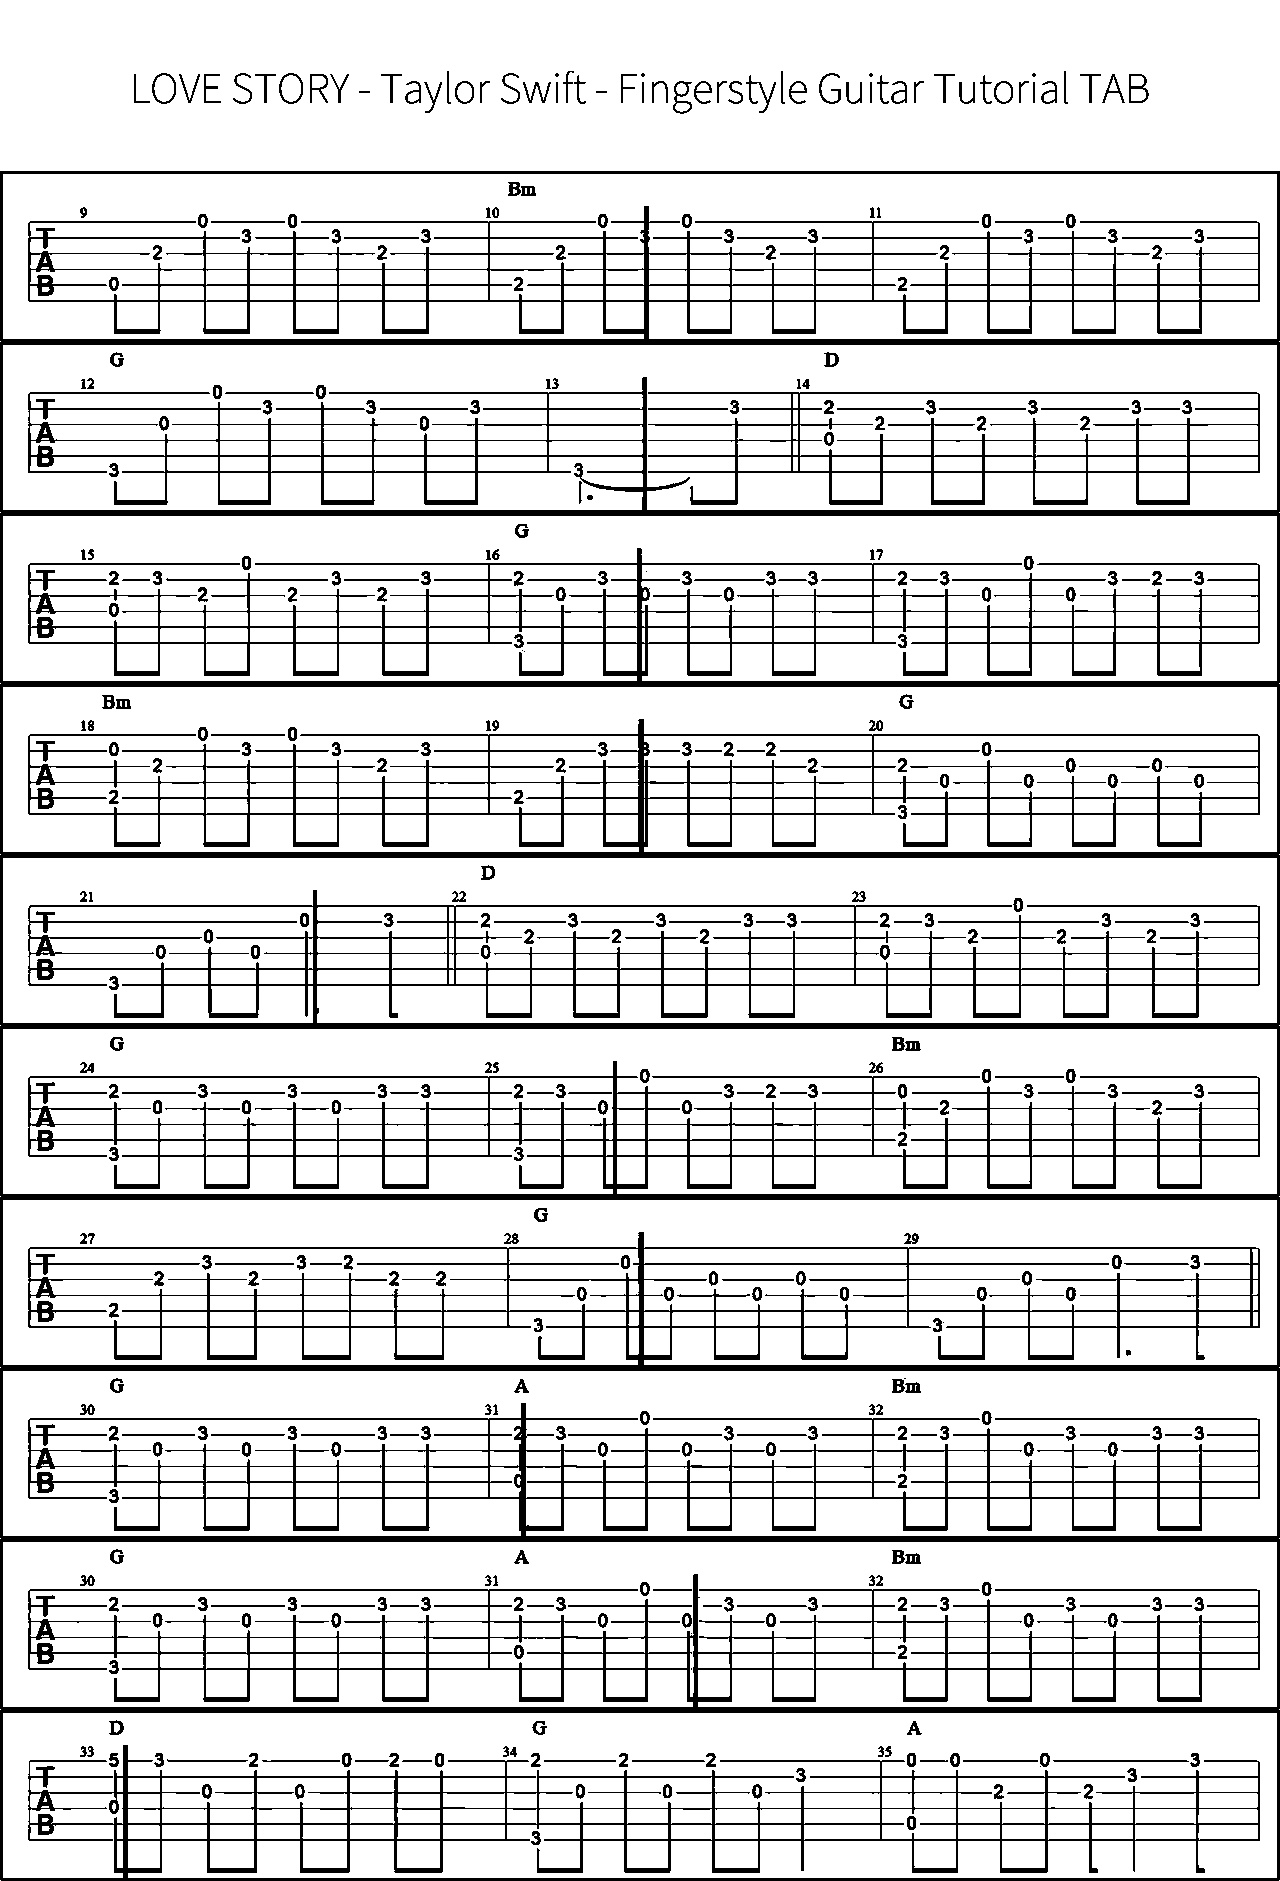 LOVE STORY - Taylor Swift - Fingerstyle Guitar Tutorial TAB
Bm
9 10 11
0 0 0 0 0 0
T 3 3 3 3 3 3 3 3 3
A 2 2 2 2 2 2
B 0 2 2
G D
12 13 14
0 0
T 3 3 3 3 2 3 3 3 3
A 0 0 2 2 2
0
B
3 3
G
15 16 17
0 0
T 2 3 3 3 2 3 3 3 3 2 3 3 2 3
A 2 2 2 0 0 0 0 0
0
B
3 3
Bm G
18 19 20
0 0
T 0 3 3 3 3 3 3 2 2 0
A 2 2 2 2 2 0 0
0 0 0 0
B 2 2
3
D
21 22 23
0
T 0 3 2 3 3 3 3 2 3 3 3
A 0 2 2 2 2 2 2
0 0 0 0
B
3
G Bm
24 25 26
0 0 0
T 2 3 3 3 3 2 3 3 2 3 0 3 3 3
A 0 0 0 0 0 2 2
B 2
3 3
G
27 28 29
T 3 3 2 0 0 3
A 2 2 2 2 0 0 0
0 0 0 0 0 0
B 2
3 3
G A Bm
30 31 32
0 0
T 2 3 3 3 3 2 3 3 3 2 3 3 3 3
A 0 0 0 0 0 0 0 0
B 0 2
3
G A Bm
30 31 32
0 0
T 2 3 3 3 3 2 3 3 3 2 3 3 3 3
A 0 0 0 0 0 0 0 0
B 0 2
3
D G A
33 34 35
5 3 2 0 2 0 2 2 2 0 0 0 3
T 3 3
A 0 0 0 0 0 2 2
0
B 0
3